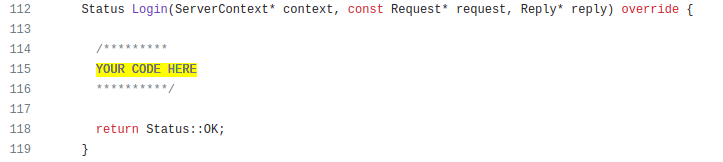 112 Status Login(ServerContext* context, const Request* request, Reply* reply) override {
113
114 /*********
115 YOUR CODE HERE
116 **********/
117
118 return Status::OK;
119 }